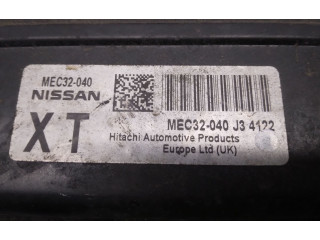 MEC32-040
NISSAN
XT
MEC32-040 J3 4122
Hitachi Automotive Products
Europe Ltd (UK)